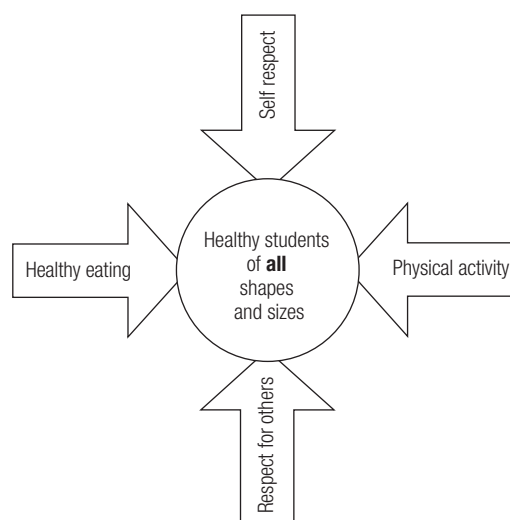 Self respect
Healthy eating
Healthy students
of all
shapes
and sizes
Physical activity
Respect for others